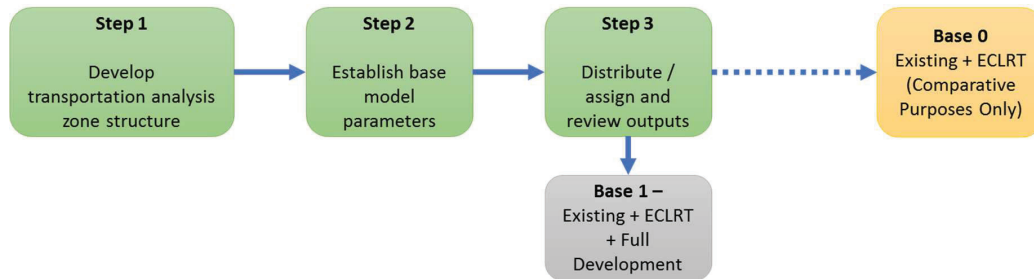 Step 1
Develop
transportation analysis
zone structure
Step 2
Establish base
model
parameters
Step 3
Distribute /
assign and
review outputs
Base 0
Existing + ECLRT
(Comparative
Purposes Only)
Base 1 –
Existing + ECLRT
+ Full
Development